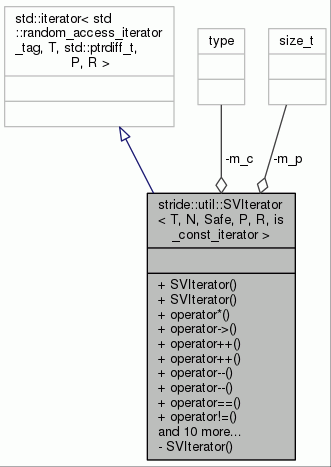 std::iterator< std
::random_access_iterator
_tag, T, std::ptrdiff_t,
P, R >
type
size_t
-m_c
-m_p
stride::util::SVIterator
< T, N, Safe, P, R, is
_const_iterator >
+ SVIterator()
+ SVIterator()
+ operator*()
+ operator->()
+ operator++()
+ operator++()
+ operator--()
+ operator--()
+ operator==()
+ operator!=()
and 10 more...
- SVIterator()